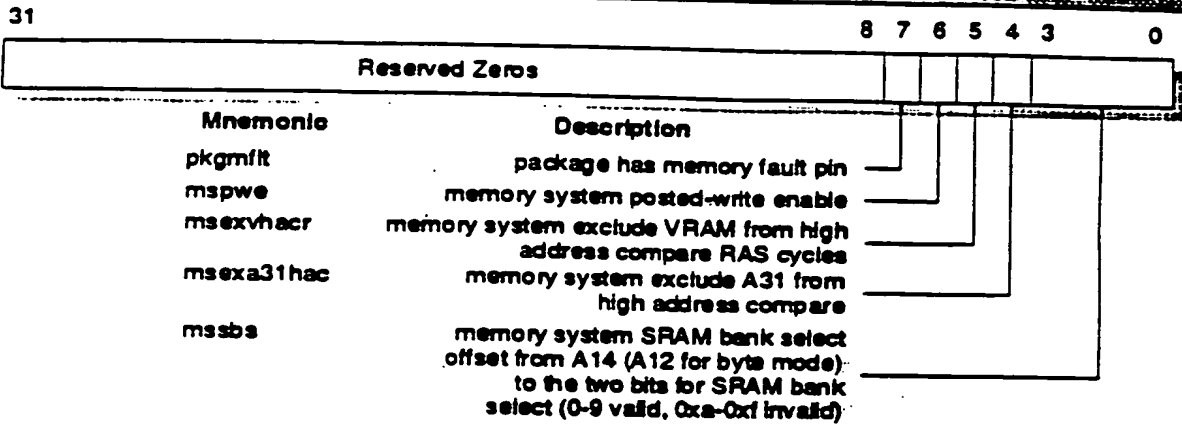 31 8 7 6 5 4 3 0
Reserved Zeros
Mnemonic Description
pkgmflt package has memory fault pin
mspwe memory system posted-write enable
msexvhacr memory system exclude VRAM from high
address compare RAS cycles
msexa31hac memory system exclude A31 from
high address compare
mssbs memory system SRAM bank select
offset from A14 (A12 for byte mode)
to the two bits for SRAM bank
select (0-9 valid, 0xa-0xf invalid)